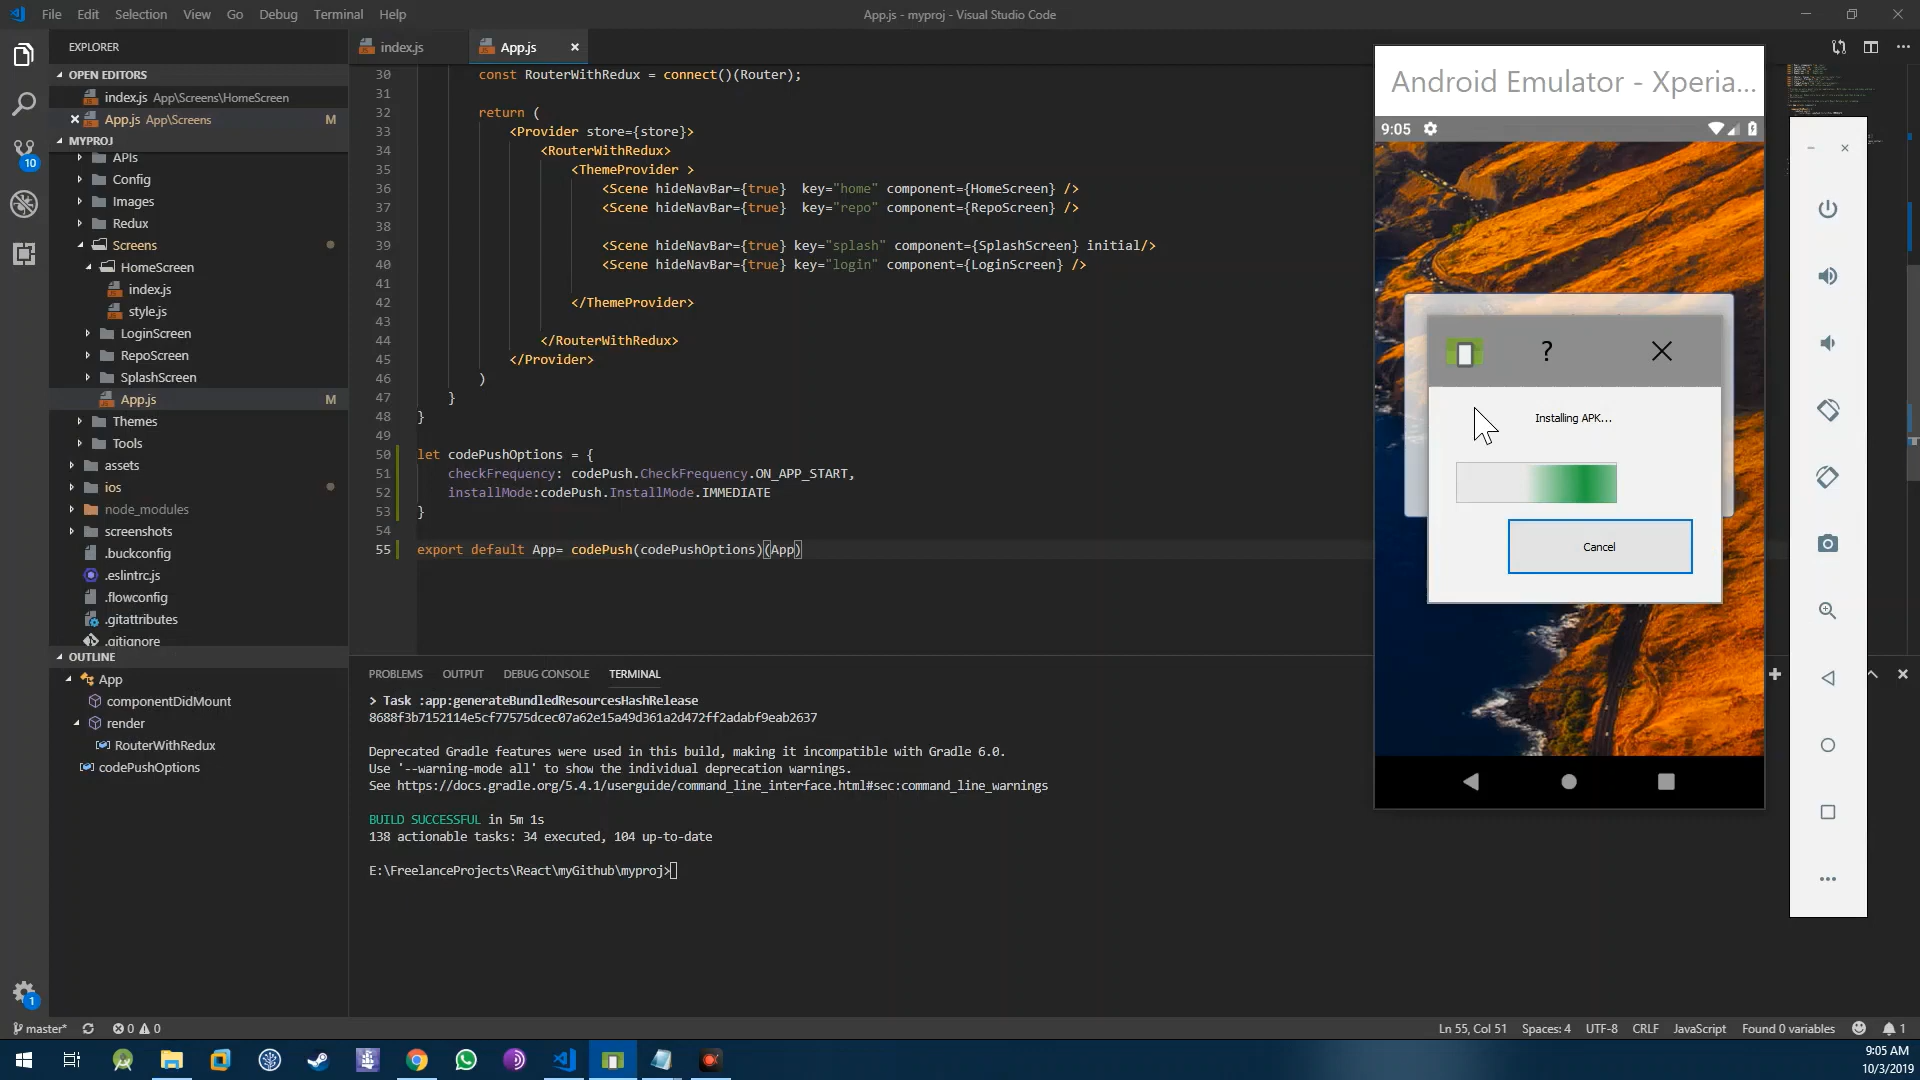 File Edit Selection View Go Debug Terminal Help
App.js - myproj - Visual Studio Code
EXPLORER
OPEN EDITORS
index.js App\Screens\HomeScreen
App.js App\Screens M
MYPROJ
10
APIs
Config
Images
Redux
Screens
HomeScreen
index.js
style.js
LoginScreen
RepoScreen
SplashScreen
App.js M
Themes
Tools
assets
ios
node_modules
screenshots
.buckconfig
.eslintrc.js
.flowconfig
.gitattributes
.gitignore
OUTLINE
App
componentDidMount
render
RouterWithRedux
codePushOptions
1
index.js
App.js
30 const RouterWithRedux = connect()(Router);
31
32 return (
33 <Provider store={store}>
34 <RouterWithRedux>
35 <ThemeProvider >
36 <Scene hideNavBar={true}  key="home" component={HomeScreen} />
37 <Scene hideNavBar={true}  key="repo" component={RepoScreen} />
38
39 <Scene hideNavBar={true} key="splash" component={SplashScreen} initial/>
40 <Scene hideNavBar={true} key="login" component={LoginScreen} />
41
42 </ThemeProvider>
43
44 </RouterWithRedux>
45 </Provider>
46 )
47 }
48 }
49
50 let codePushOptions = {
51 checkFrequency: codePush.CheckFrequency.ON_APP_START,
52 installMode:codePush.InstallMode.IMMEDIATE
53 }
54
55 export default App= codePush(codePushOptions)(App)
PROBLEMS OUTPUT DEBUG CONSOLE TERMINAL
> Task :app:generateBundledResourcesHashRelease
8688f3b7152114e5cf77575dcec07a62e15a49d361a2d472ff2adabf9eab2637
Deprecated Gradle features were used in this build, making it incompatible with Gradle 6.0.
Use '--warning-mode all' to show the individual deprecation warnings.
See https://docs.gradle.org/5.4.1/userguide/command_line_interface.html#sec:command_line_warnings
BUILD SUCCESSFUL in 5m 1s
138 actionable tasks: 34 executed, 104 up-to-date
E:\FreelanceProjects\React\myGithub\myproj>
Android Emulator - Xperia...
9:05
?
Installing APK...
Cancel
master* 0 0
Ln 55, Col 51 Spaces: 4 UTF-8 CRLF JavaScript Found 0 variables 1
9:05 AM
10/3/2019